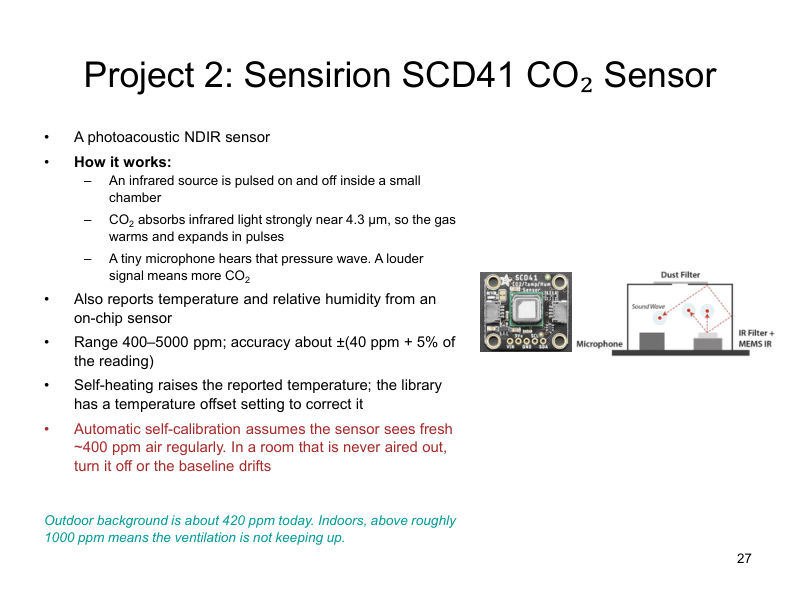 Project 2: Sensirion SCD41 CO₂ Sensor
• A photoacoustic NDIR sensor
• How it works:
– An infrared source is pulsed on and off inside a small
chamber
– CO₂ absorbs infrared light strongly near 4.3 µm, so the gas
warms and expands in pulses
– A tiny microphone hears that pressure wave. A louder
signal means more CO₂
• Also reports temperature and relative humidity from an
on-chip sensor
• Range 400–5000 ppm; accuracy about ±(40 ppm + 5% of
the reading)
• Self-heating raises the reported temperature; the library
has a temperature offset setting to correct it
• Automatic self-calibration assumes the sensor sees fresh
~400 ppm air regularly. In a room that is never aired out,
turn it off or the baseline drifts
Outdoor background is about 420 ppm today. Indoors, above roughly
1000 ppm means the ventilation is not keeping up.
SCD41
CO2/Temp/Hum
Sensor
VIN GND SDA
Dust Filter
Sound Wave
Microphone
IR Filter +
MEMS IR
27